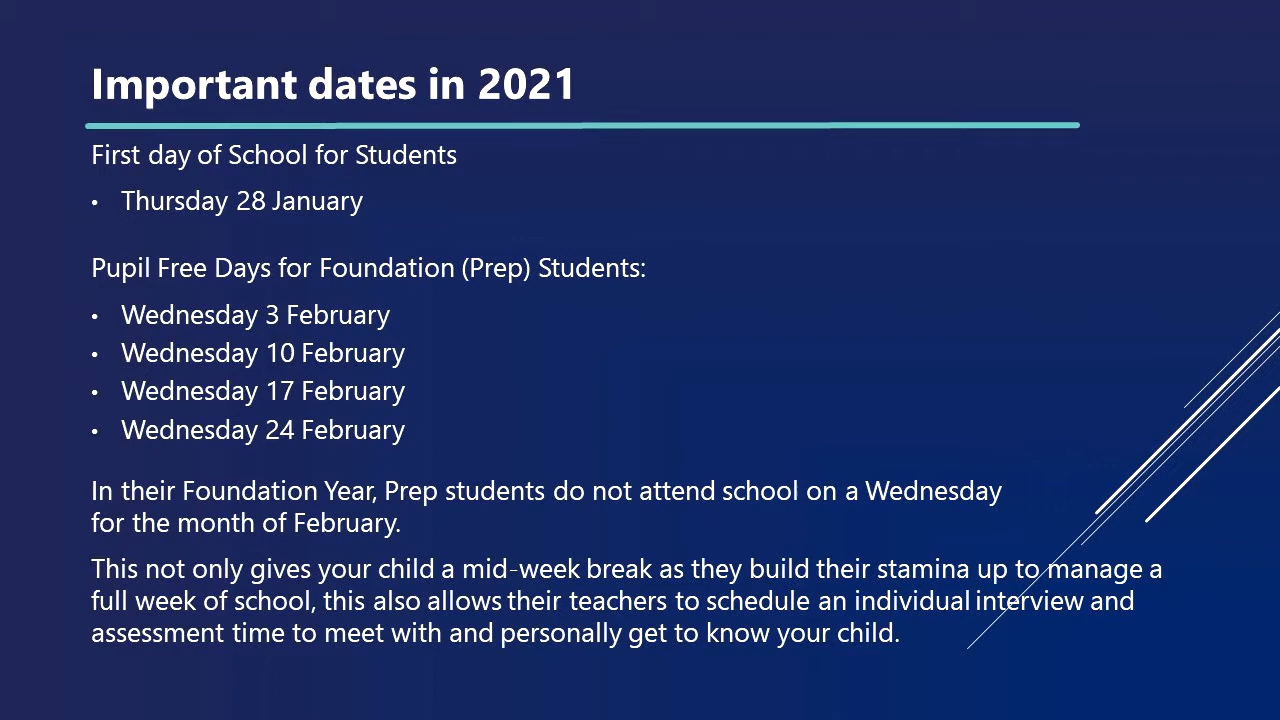 Important dates in 2021
First day of School for Students
• Thursday 28 January
Pupil Free Days for Foundation (Prep) Students:
• Wednesday 3 February
• Wednesday 10 February
• Wednesday 17 February
• Wednesday 24 February
In their Foundation Year, Prep students do not attend school on a Wednesday
for the month of February.
This not only gives your child a mid-week break as they build their stamina up to manage a
full week of school, this also allows their teachers to schedule an individual interview and
assessment time to meet with and personally get to know your child.